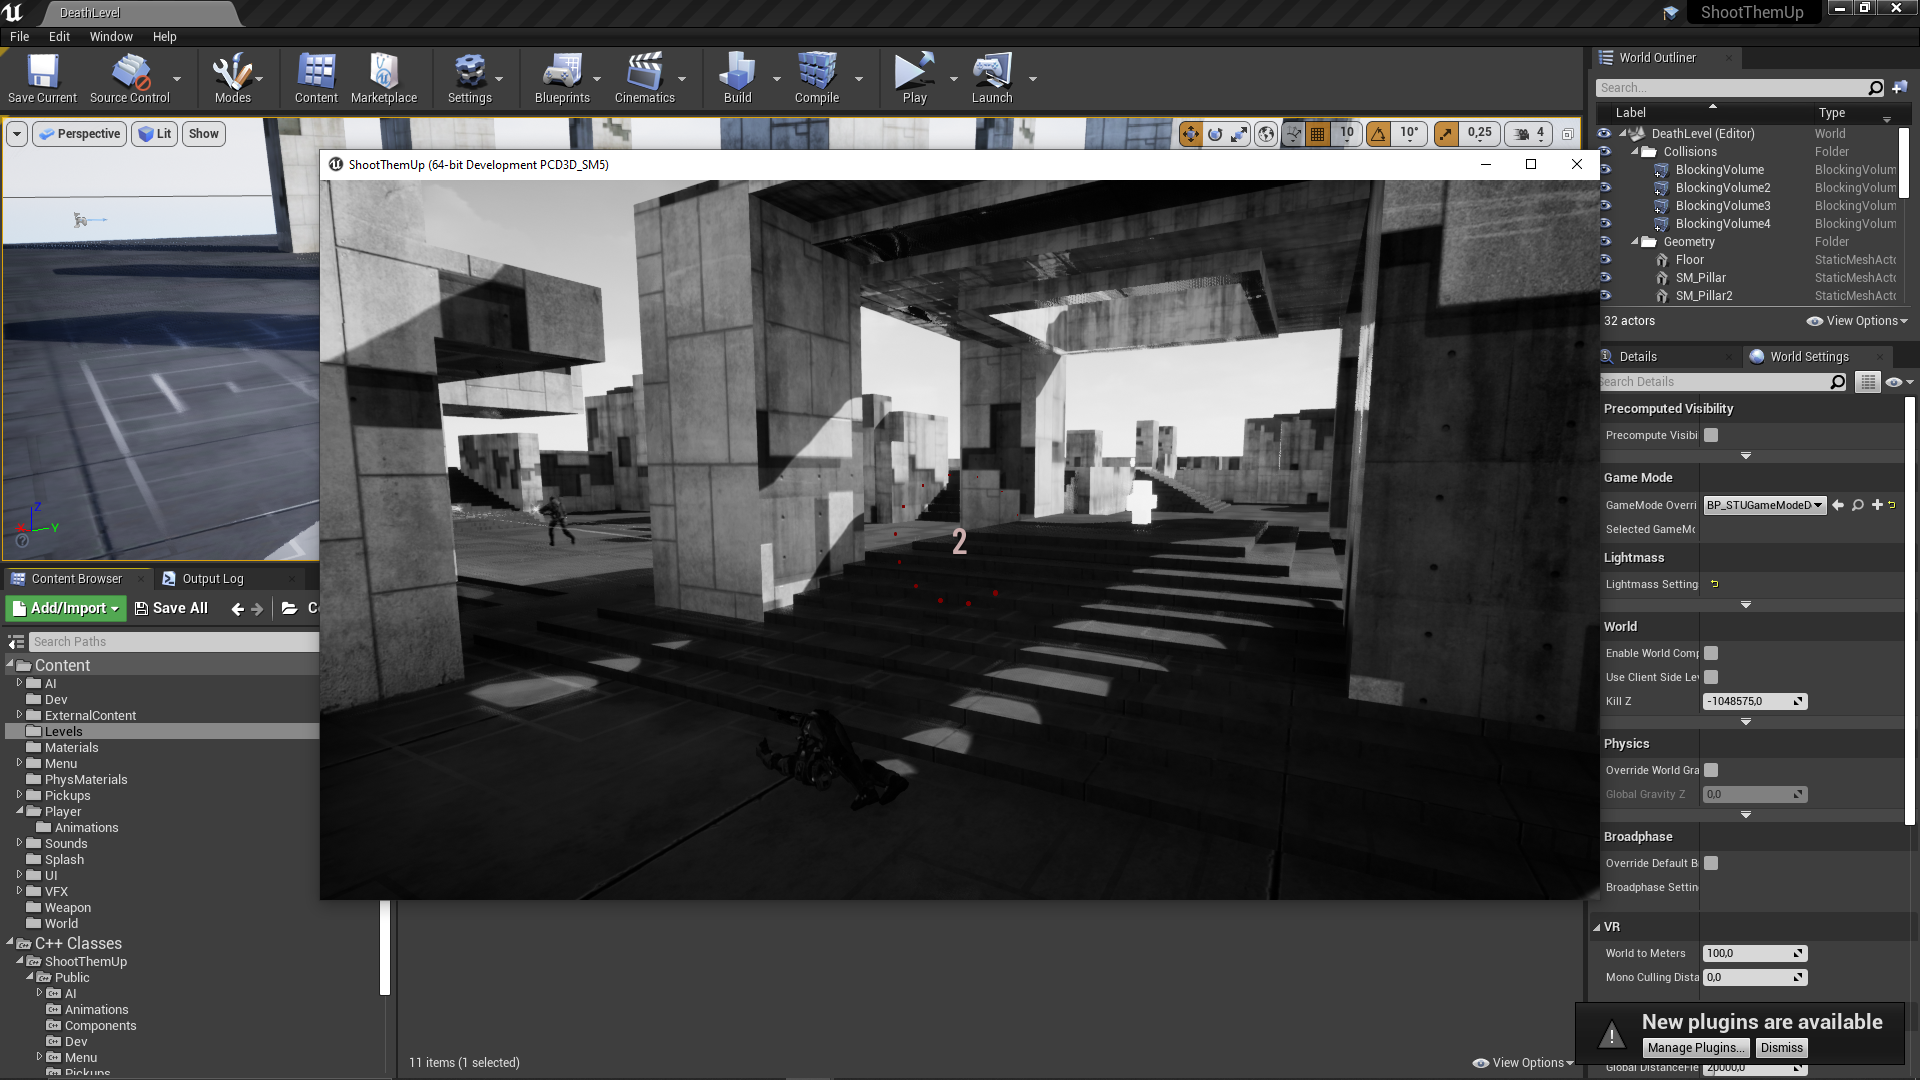 DeathLevel
ShootThemUp
File Edit Window Help
Save Current Source Control Modes Content Marketplace Settings Blueprints Cinematics Build Compile Play Launch
Perspective Lit Show
10 10° 0,25 4
ShootThemUp (64-bit Development PCD3D_SM5)
2
World Outliner
Search...
Label Type
DeathLevel (Editor) World
Collisions Folder
BlockingVolume BlockingVolum
BlockingVolume2 BlockingVolum
BlockingVolume3 BlockingVolum
BlockingVolume4 BlockingVolum
Geometry Folder
Floor StaticMeshActo
SM_Pillar StaticMeshActo
SM_Pillar2 StaticMeshActo
32 actors View Options
Details World Settings
Search Details
Precomputed Visibility
Precompute Visibi
Game Mode
GameMode Overri BP_STUGameModeD
Selected GameMo
Lightmass
Lightmass Setting
World
Enable World Comp
Use Client Side Lev
Kill Z -1048575,0
Physics
Override World Gra
Global Gravity Z 0,0
Broadphase
Override Default B
Broadphase Settin
VR
World to Meters 100,0
Mono Culling Dista 0,0
Global DistanceFie 20000,0
New plugins are available
Manage Plugins... Dismiss
Content Browser Output Log
Add/Import Save All C
Search Paths
Content
AI
Dev
ExternalContent
Levels
Materials
Menu
PhysMaterials
Pickups
Player
Animations
Sounds
Splash
UI
VFX
Weapon
World
C++ Classes
ShootThemUp
Public
AI
Animations
Components
Dev
Menu
Pickups
11 items (1 selected) View Options